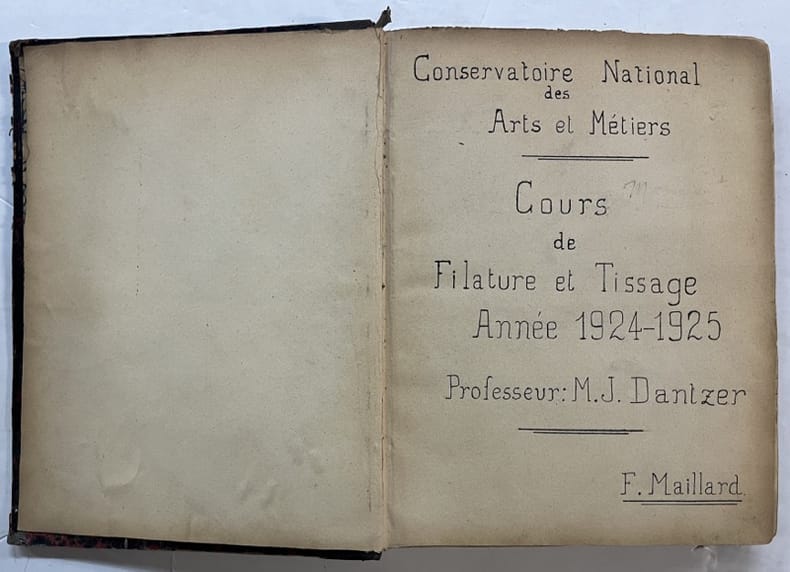 Conservatoire National
des
Arts et Métiers
Cours
de
Filature et Tissage
Année 1924-1925
Professeur: M.J. Dantzer
F. Maillard